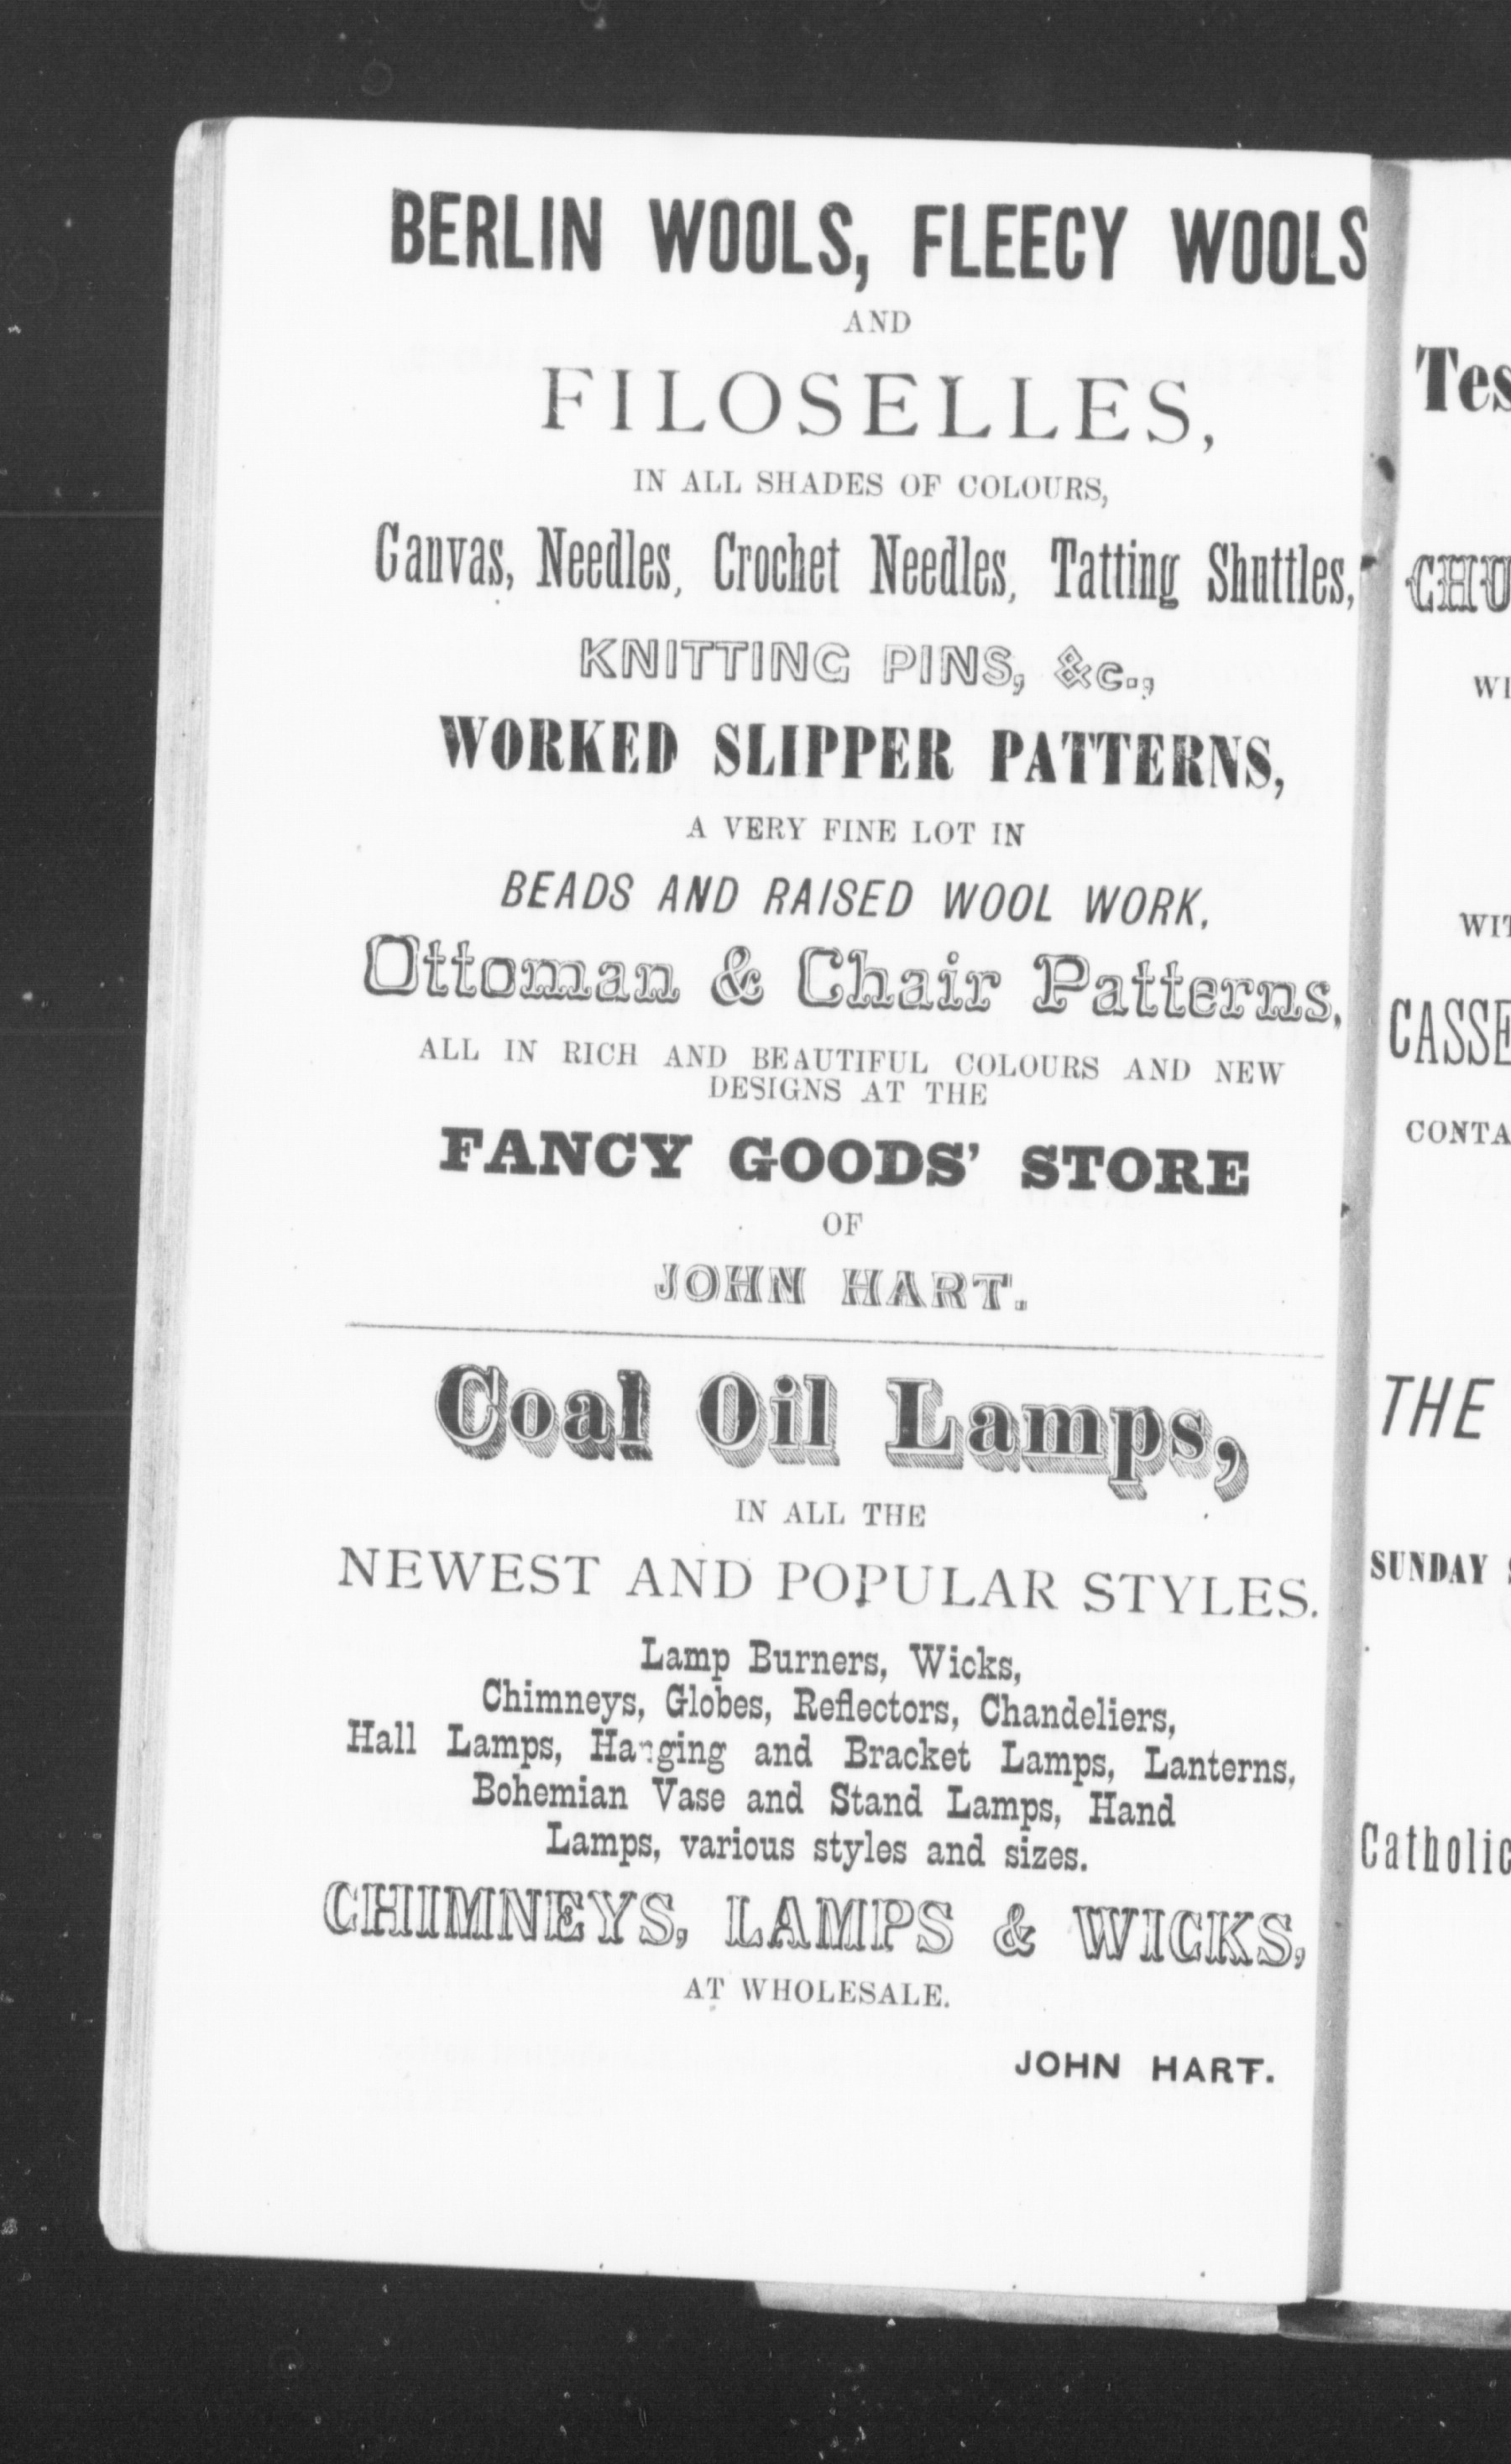 BERLIN WOOLS, FLEECY WOOLS
AND
FILOSELLES,
IN ALL SHADES OF COLOURS,
Canvas, Needles, Crochet Needles, Tatting Shuttles,
KNITTING PINS, &c.,
WORKED SLIPPER PATTERNS,
A VERY FINE LOT IN
BEADS AND RAISED WOOL WORK.
Ottoman & Chair Patterns,
ALL IN RICH AND BEAUTIFUL COLOURS AND NEW
DESIGNS AT THE
FANCY GOODS' STORE
OF
JOHN HART.
Coal Oil Lamps,
IN ALL THE
NEWEST AND POPULAR STYLES.
Lamp Burners, Wicks,
Chimneys, Globes, Reflectors, Chandeliers,
Hall Lamps, Hanging and Bracket Lamps, Lanterns,
Bohemian Vase and Stand Lamps, Hand
Lamps, various styles and sizes.
CHIMNEYS, LAMPS & WICKS,
AT WHOLESALE.
JOHN HART.
Tes
CHU
WI
WIT
CASSE
CONTA
THE
SUNDAY
Catholic